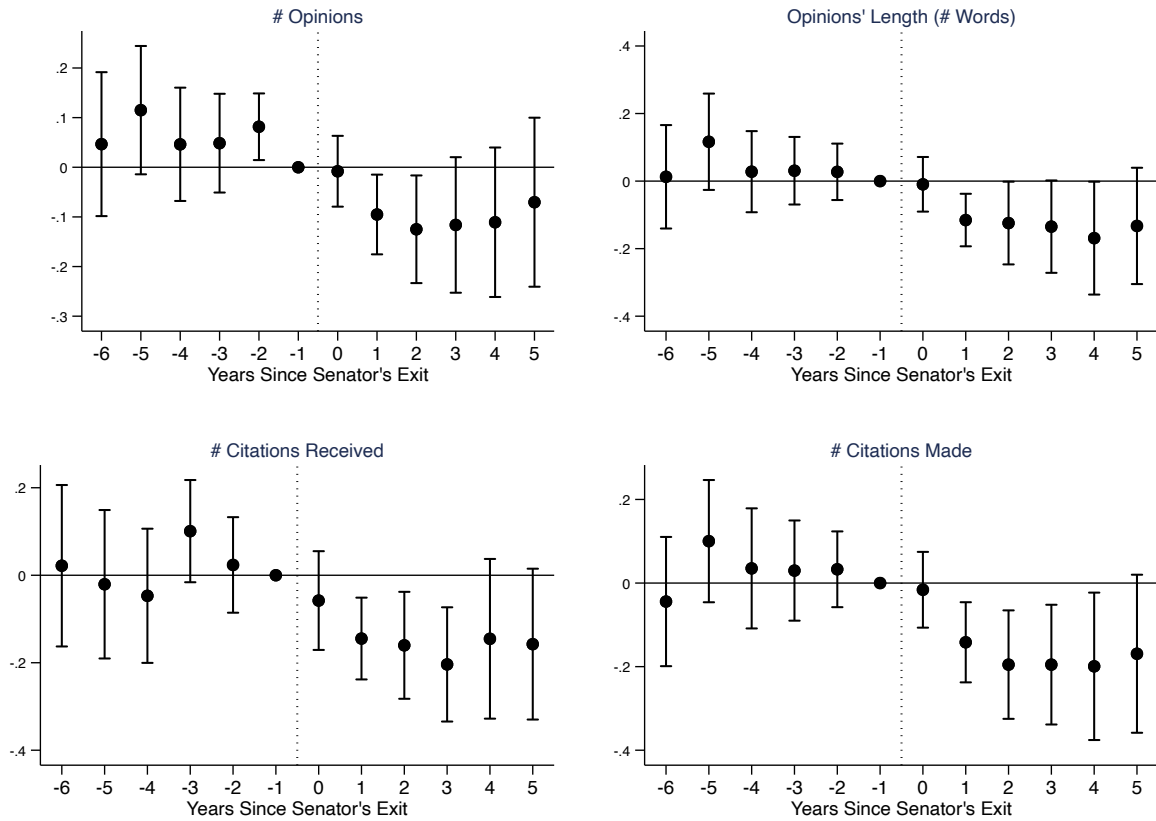 # Opinions
.2
.1
0
-.1
-.2
-.3
-6 -5 -4 -3 -2 -1 0 1 2 3 4 5
Years Since Senator's Exit
Opinions' Length (# Words)
.4
.2
0
-.2
-.4
-6 -5 -4 -3 -2 -1 0 1 2 3 4 5
Years Since Senator's Exit
# Citations Received
.2
0
-.2
-.4
-6 -5 -4 -3 -2 -1 0 1 2 3 4 5
Years Since Senator's Exit
# Citations Made
.2
0
-.2
-.4
-6 -5 -4 -3 -2 -1 0 1 2 3 4 5
Years Since Senator's Exit